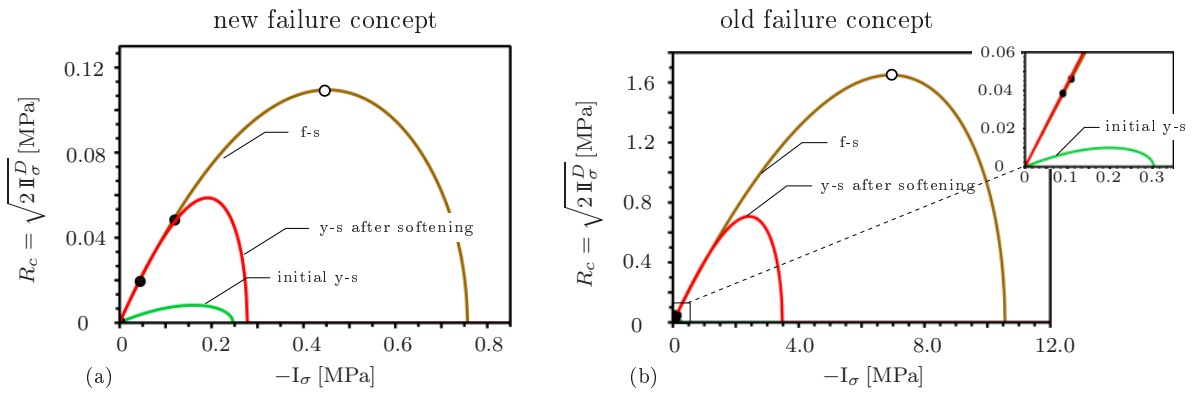 new failure concept
0.12
0.08
0.04
0
0
0.2
0.4
0.6
0.8
R_c = √(2 II_σ^D) [MPa]
f-s
y-s after softening
initial y-s
(a)
−I_σ [MPa]
old failure concept
1.6
1.2
0.8
0.4
0
0
4.0
8.0
12.0
R_c = √(2 II_σ^D) [MPa]
f-s
y-s after softening
0.06
0.04
0.02
0
0
0.1
0.2
0.3
initial y-s
(b)
−I_σ [MPa]